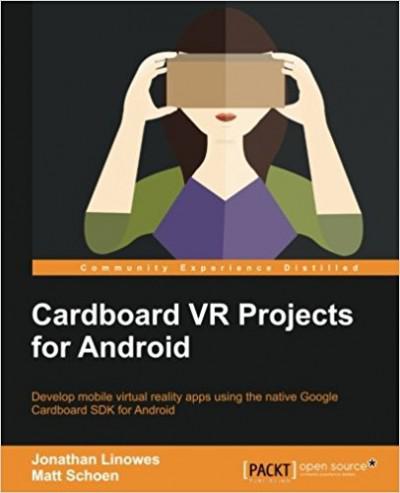 Community Experience Distilled
Cardboard VR Projects
for Android
Develop mobile virtual reality apps using the native Google
Cardboard SDK for Android
Jonathan Linowes
Matt Schoen
[PACKT] open source*
PUBLISHING